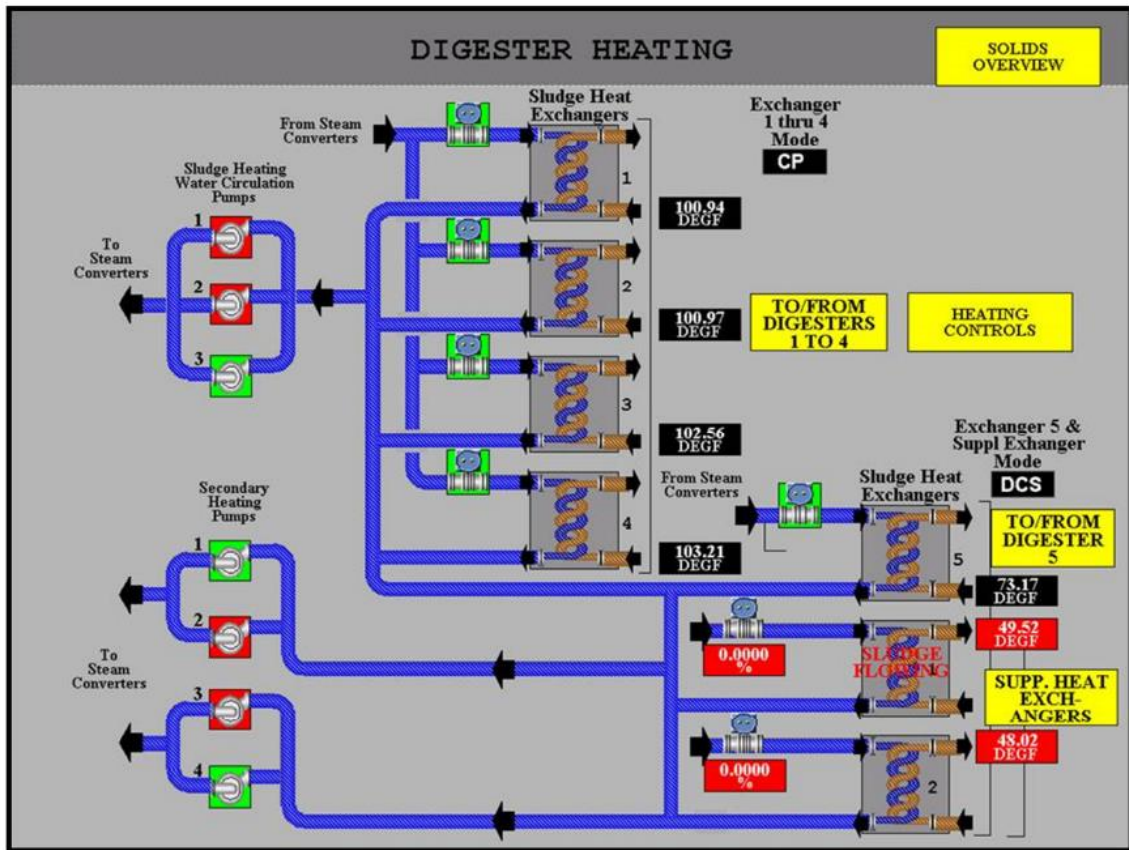 DIGESTER HEATING
SOLIDS
OVERVIEW
From Steam
Converters
Sludge Heat
Exchangers
Exchanger
1 thru 4
Mode
CP
1
100.94
DEGF
Sludge Heating
Water Circulation
Pumps
1
2
3
To
Steam
Converters
2
100.97
DEGF
TO/FROM
DIGESTERS
1 TO 4
HEATING
CONTROLS
3
102.56
DEGF
4
103.21
DEGF
From Steam
Converters
Sludge Heat
Exchangers
Exchanger 5 &
Suppl Exhanger
Mode
DCS
TO/FROM
DIGESTER
5
5
73.17
DEGF
Secondary
Heating
Pumps
1
2
To
Steam
Converters
3
4
0.0000
%
SLUDGE
FLOWING
1
49.52
DEGF
SUPP. HEAT
EXCH-
ANGERS
0.0000
%
2
48.02
DEGF